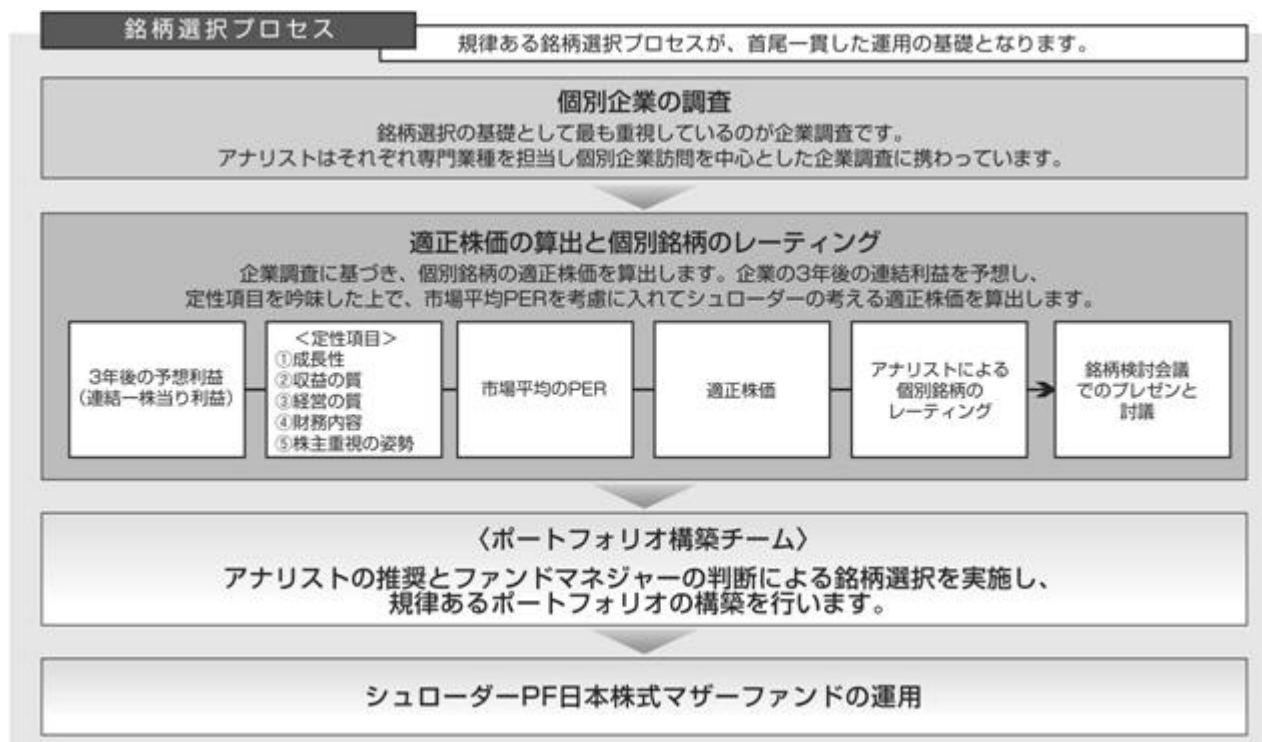 銘柄選択プロセス
規律ある銘柄選択プロセスが、首尾一貫した運用の基礎となります。
個別企業の調査
銘柄選択の基礎として最も重視しているのが企業調査です。
アナリストはそれぞれ専門業種を担当し個別企業訪問を中心とした企業調査に携わっています。
適正株価の算出と個別銘柄のレーティング
企業調査に基づき、個別銘柄の適正株価を算出します。企業の3年後の連結利益を予想し、
定性項目を吟味した上で、市場平均PERを考慮に入れてシュローダーの考える適正株価を算出します。
3年後の予想利益
（連結一株当り利益）
＜定性項目＞
①成長性
②収益の質
③経営の質
④財務内容
⑤株主重視の姿勢
市場平均のPER
適正株価
アナリストによる
個別銘柄の
レーティング
銘柄検討会議
でのプレゼンと
討議
〈ポートフォリオ構築チーム〉
アナリストの推奨とファンドマネジャーの判断による銘柄選択を実施し、
規律あるポートフォリオの構築を行います。
シュローダーPF日本株式マザーファンドの運用